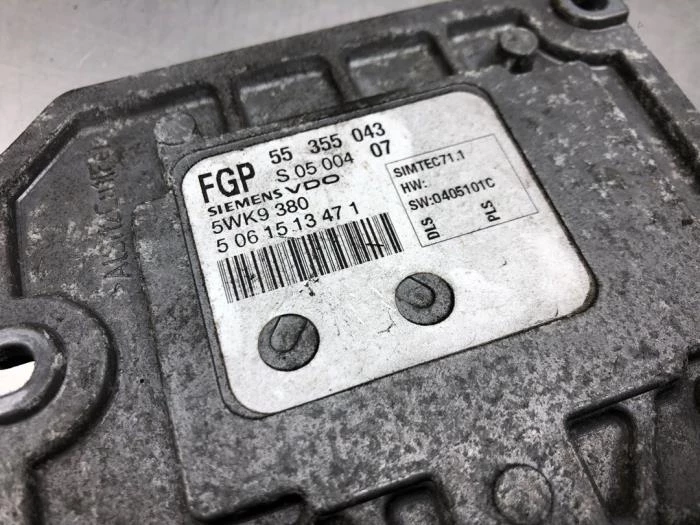 FGP 55 355 043
S 05 004 07
SIEMENS VDO
5WK9 380
5 06 15 13 47 1
SIMTEC71.1
HW:
SW:0405101C
DLS PLS